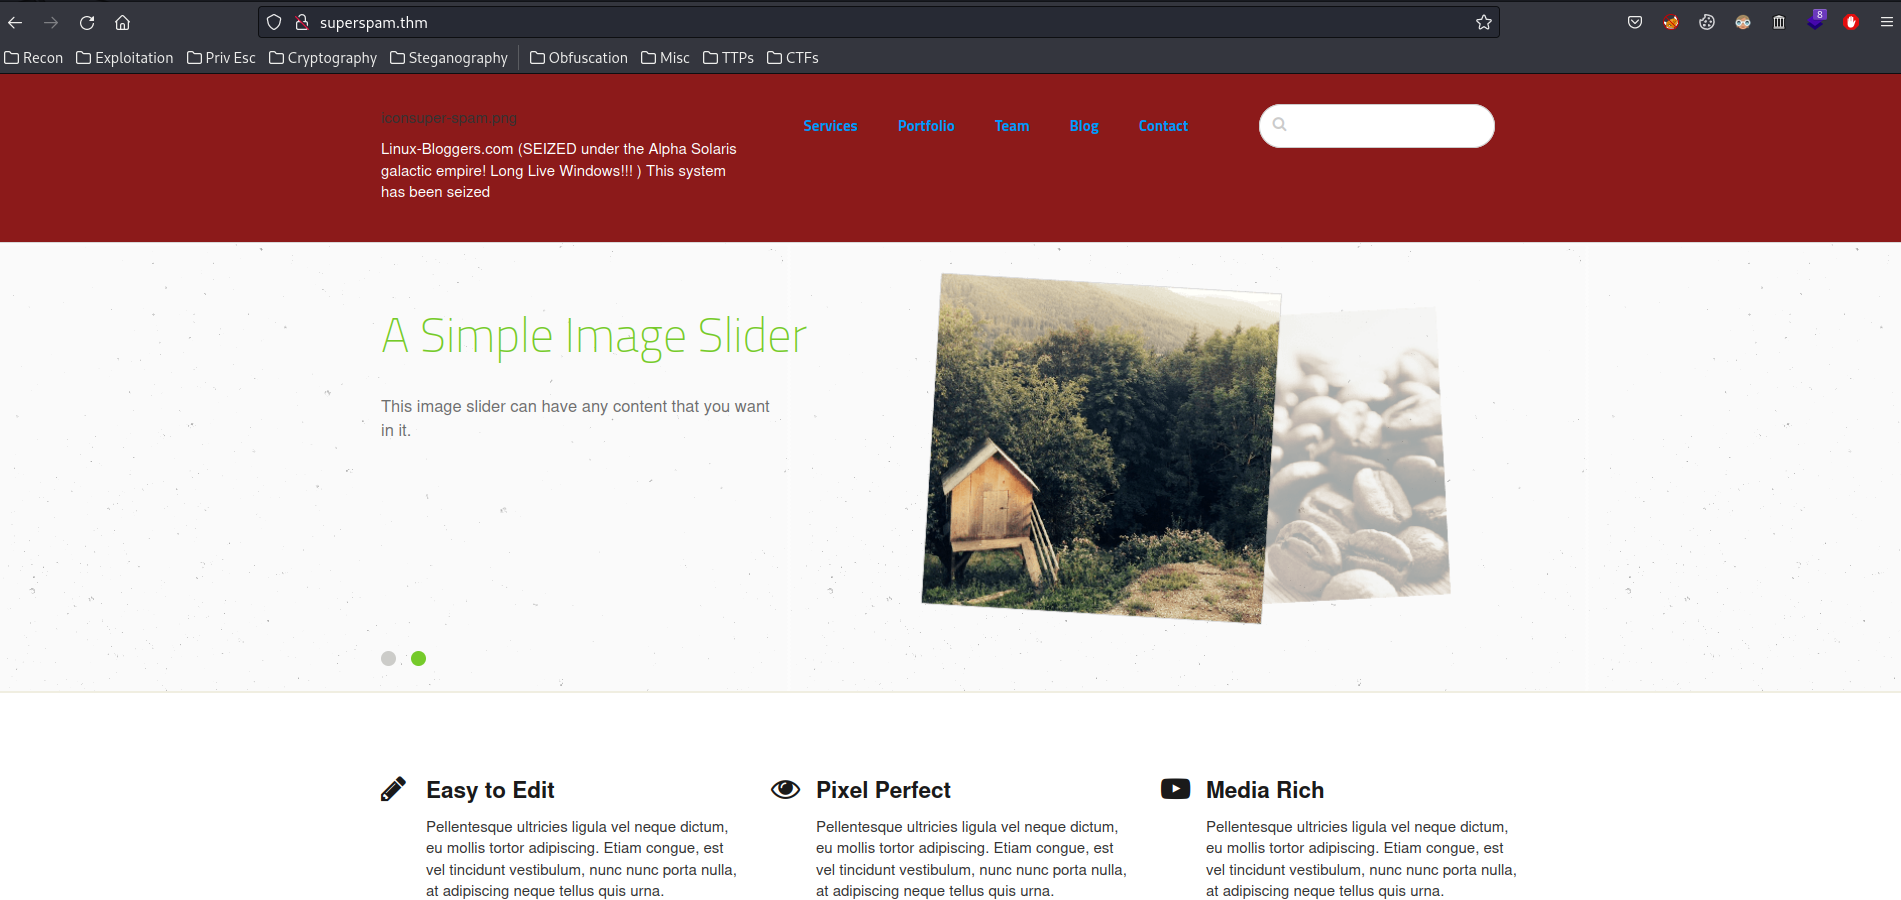 superspam.thm
8
Recon Exploitation Priv Esc Cryptography Steganography Obfuscation Misc TTPs CTFs
iconsuper-spam.png
Services Portfolio Team Blog Contact
Linux-Bloggers.com (SEIZED under the Alpha Solaris
galactic empire! Long Live Windows!!! ) This system
has been seized
A Simple Image Slider
This image slider can have any content that you want
in it.
Easy to Edit
Pellentesque ultricies ligula vel neque dictum,
eu mollis tortor adipiscing. Etiam congue, est
vel tincidunt vestibulum, nunc nunc porta nulla,
at adipiscing neque tellus quis urna.
Pixel Perfect
Pellentesque ultricies ligula vel neque dictum,
eu mollis tortor adipiscing. Etiam congue, est
vel tincidunt vestibulum, nunc nunc porta nulla,
at adipiscing neque tellus quis urna.
Media Rich
Pellentesque ultricies ligula vel neque dictum,
eu mollis tortor adipiscing. Etiam congue, est
vel tincidunt vestibulum, nunc nunc porta nulla,
at adipiscing neque tellus quis urna.